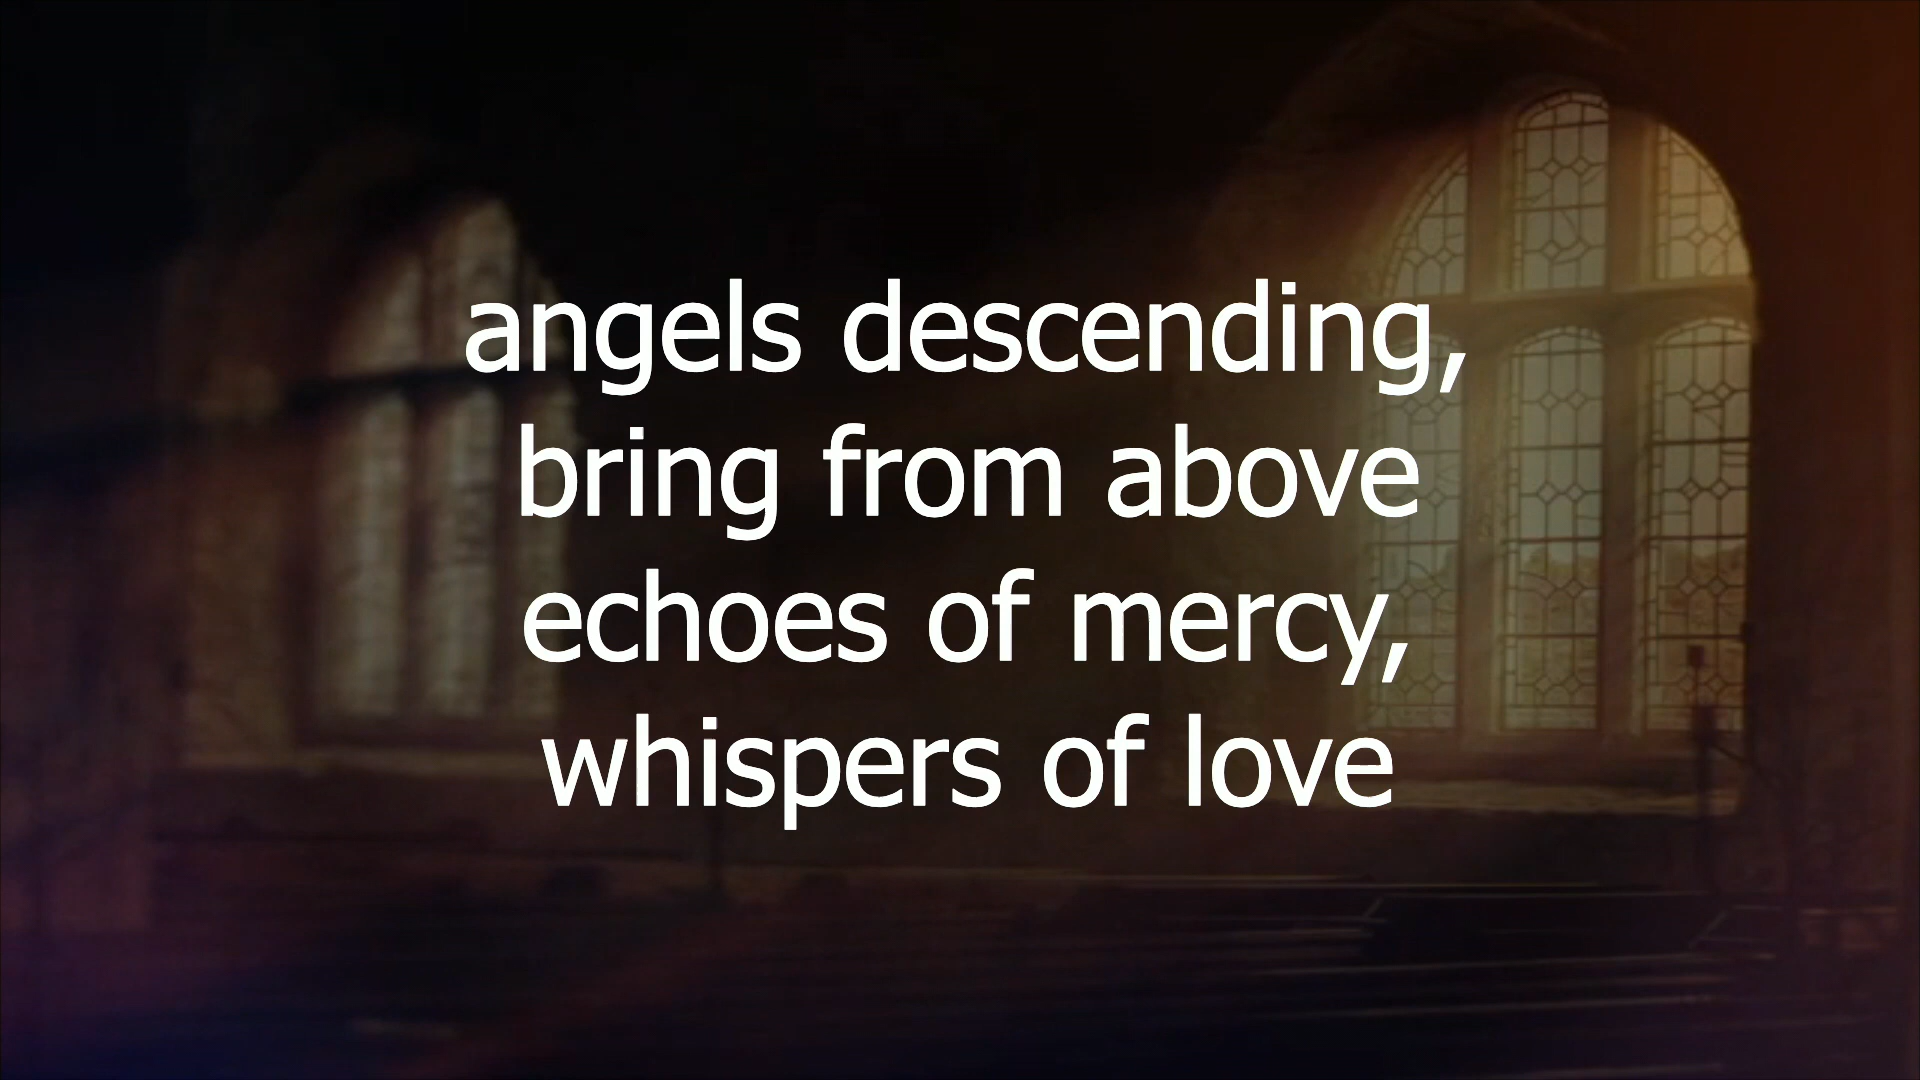 angels descending,
bring from above
echoes of mercy,
whispers of love